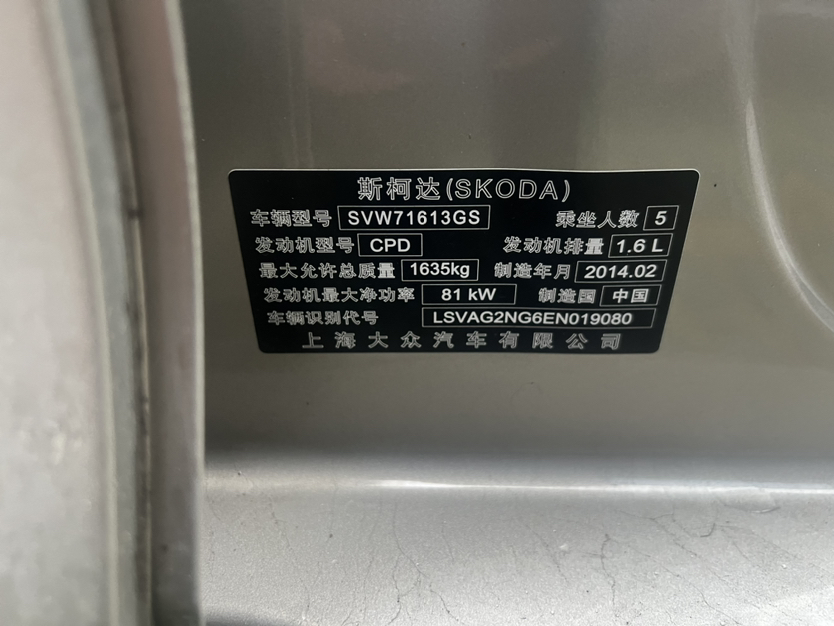 斯柯达(SKODA)
车辆型号 SVW71613GS 乘坐人数 5
发动机型号 CPD 发动机排量 1.6 L
最大允许总质量 1635kg 制造年月 2014.02
发动机最大净功率 81 kW 制造国 中国
车辆识别代号 LSVAG2NG6EN019080
上海大众汽车有限公司